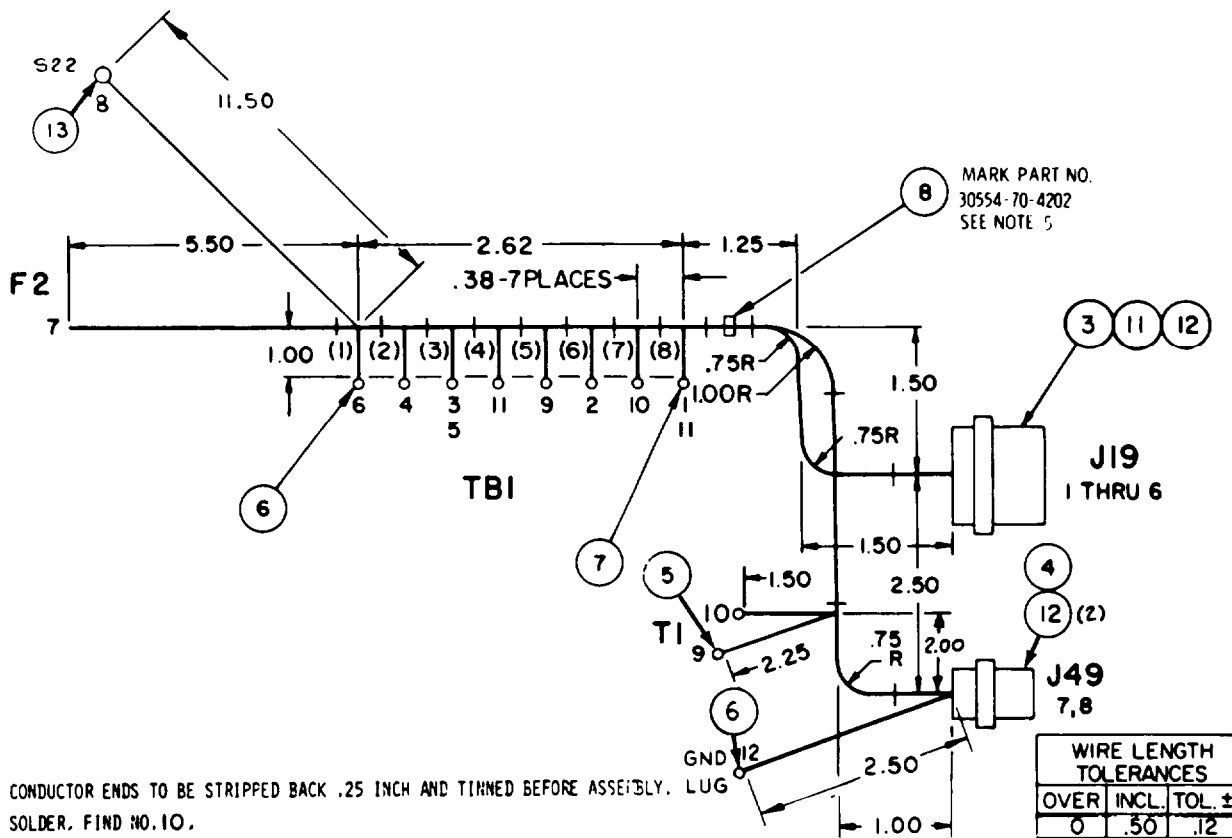 S22
8
13
11.50
8
MARK PART NO.
30554-70-4202
SEE NOTE 5
5.50
2.62
1.25
.38-7PLACES
F2
7
1.00
(1)
(2)
(3)
(4)
(5)
(6)
(7)
(8)
.75R
1.00R
1.50
3
11
12
6
4
3
5
11
9
2
10
1
11
.75R
J19
1 THRU 6
TB1
6
7
1.50
2.50
5
1.50
4
12
(2)
10
T1
9
2.25
.75
R
2.00
J49
7,8
6
GND
12
LUG
2.50
1.00
CONDUCTOR ENDS TO BE STRIPPED BACK .25 INCH AND TINNED BEFORE ASSEMBLY.
SOLDER, FIND NO.10.
WIRE LENGTH
TOLERANCES
OVER INCL. TOL. ±
0 .50 .12